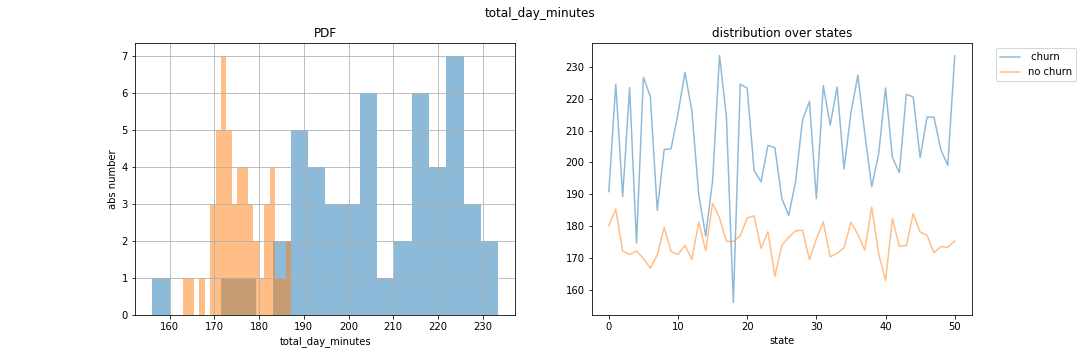 total_day_minutes
PDF
7
6
5
4
3
2
1
0
abs number
160 170 180 190 200 210 220 230
total_day_minutes
distribution over states
230
220
210
200
190
180
170
160
0 10 20 30 40 50
state
churn
no churn